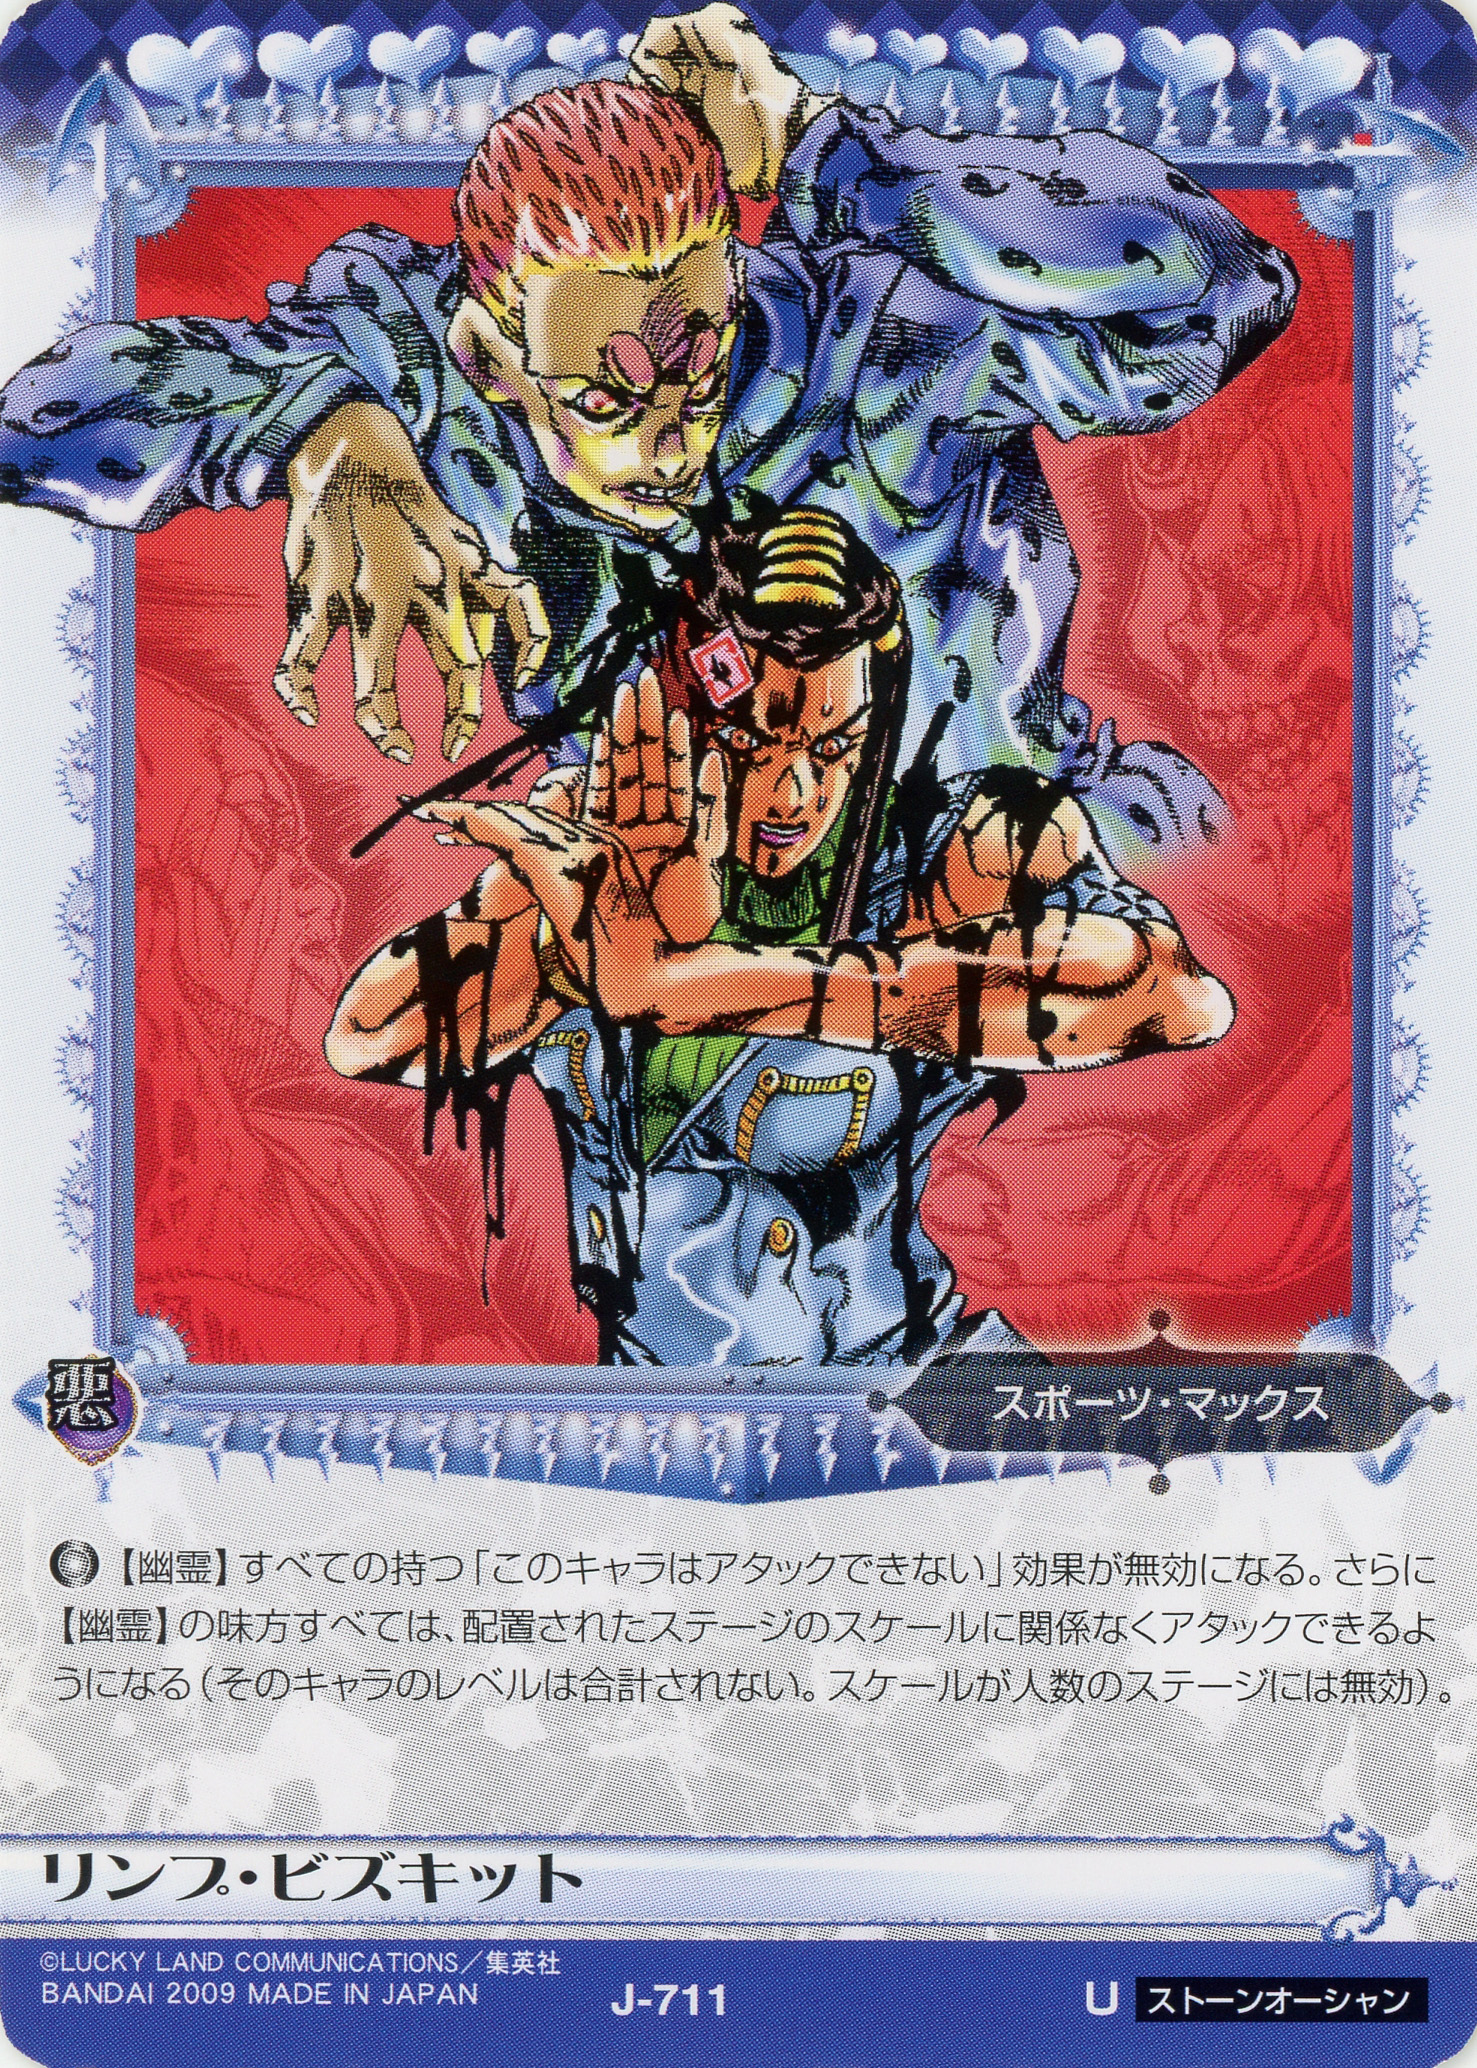 スポーツ・マックス
悪
【幽霊】すべての持つ「このキャラはアタックできない」効果が無効になる。さらに
【幽霊】の味方すべては、配置されたステージのスケールに関係なくアタックできるよ
うになる（そのキャラのレベルは合計されない。スケールが人数のステージには無効）。
リンプ・ビズキット
©LUCKY LAND COMMUNICATIONS／集英社
BANDAI 2009 MADE IN JAPAN
J-711
U ストーンオーシャン